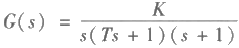 G(s) = K / s(Ts + 1)(s + 1)